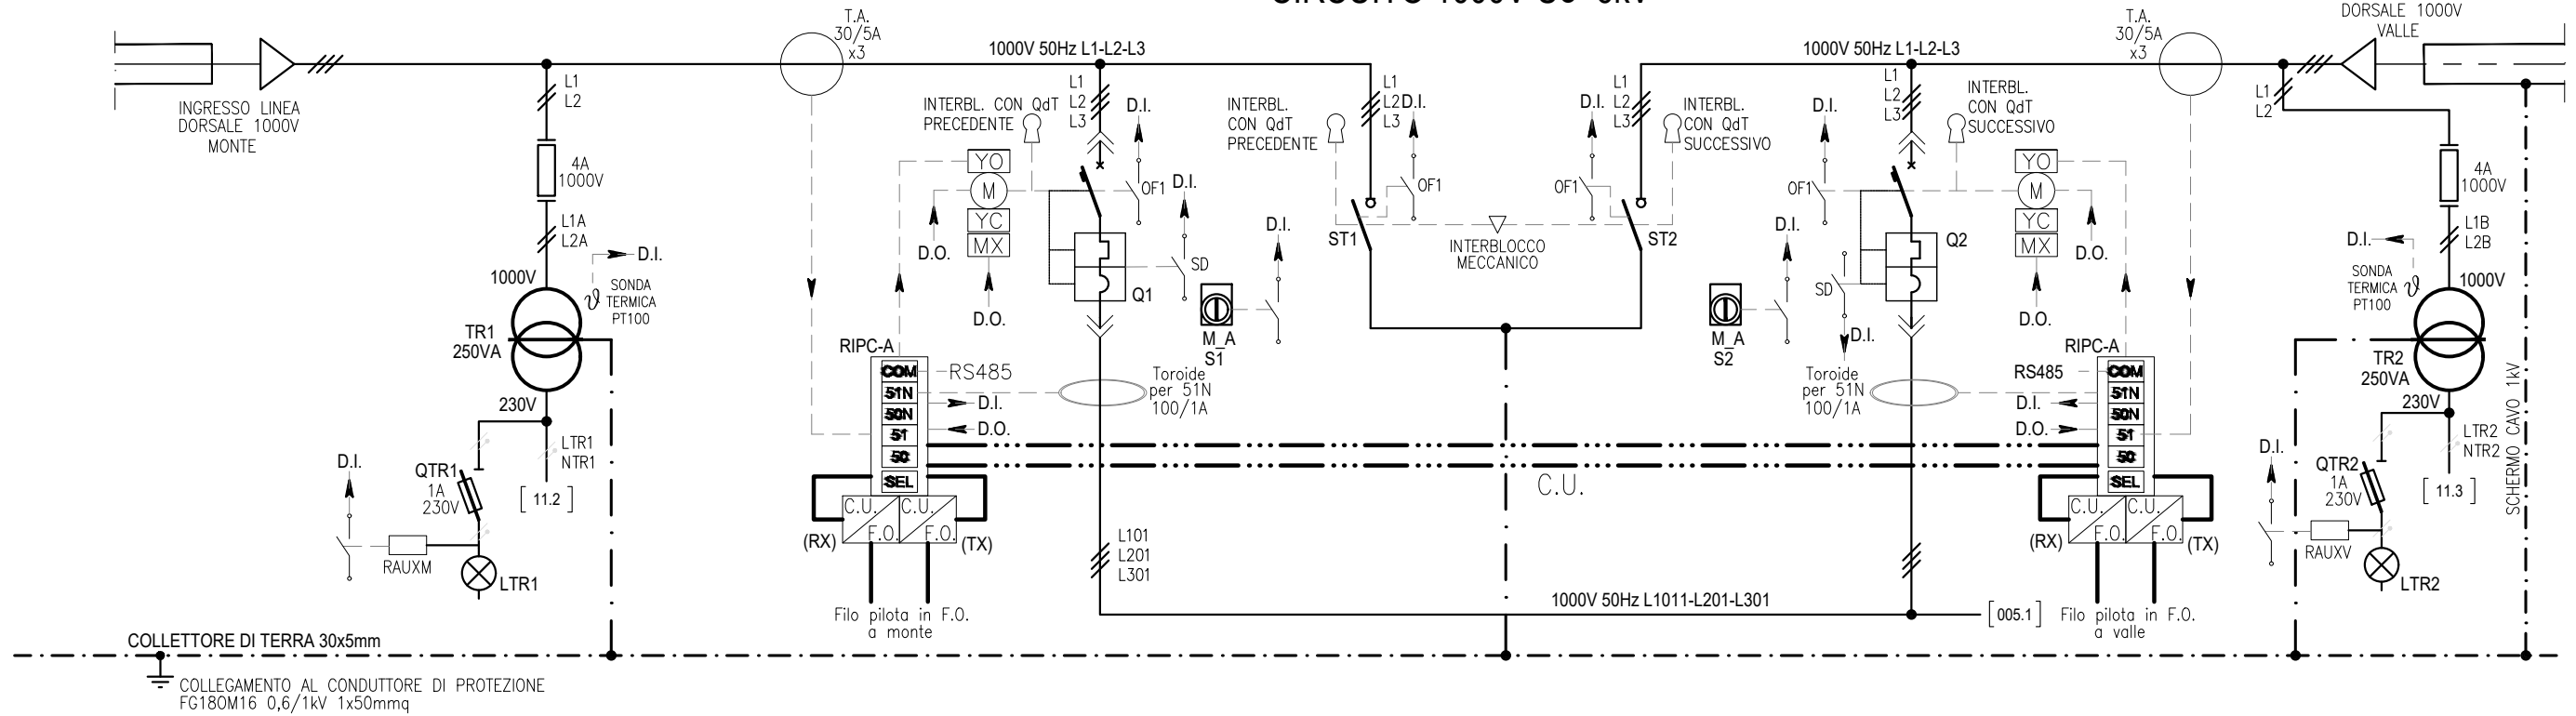 INGRESSO LINEA
DORSALE 1000V
MONTE
L1
L2
4A
1000V
L1A
L2A
1000V
D.I.
SONDA
TERMICA
PT100
TR1
250VA
230V
LTR1
NTR1
[ 11.2 ]
QTR1
1A
230V
D.I.
RAUXM
LTR1
T.A.
30/5A
x3
1000V 50Hz L1-L2-L3
INTERBL. CON QdT
PRECEDENTE
L1
L2
L3
D.I.
YO
M
YC
MX
D.O.
D.O.
OF1
D.I.
SD
Q1
D.I.
M_A
S1
RIPC-A
COM
51N
50N
51
50
SEL
RS485
D.I.
D.O.
Toroide
per 51N
100/1A
C.U.
F.O.
C.U.
F.O.
(RX)
(TX)
Filo pilota in F.O.
a monte
L101
L201
L301
INTERBL.
CON QdT
PRECEDENTE
L1
L2
L3
D.I.
OF1
ST1
INTERBLOCCO
MECCANICO
D.I.
L1
L2
L3
OF1
ST2
INTERBL.
CON QdT
SUCCESSIVO
C.U.
1000V 50Hz L1011-L201-L301
[005.1]
1000V 50Hz L1-L2-L3
D.I.
L1
L2
L3
INTERBL.
CON QdT
SUCCESSIVO
OF1
D.I.
M_A
S2
SD
D.I.
Q2
YO
M
YC
MX
D.O.
D.O.
Toroide
per 51N
100/1A
RIPC-A
RS485
D.I.
D.O.
COM
51N
50N
51
50
SEL
C.U.
F.O.
C.U.
F.O.
(RX)
(TX)
Filo pilota in F.O.
a valle
T.A.
30/5A
x3
DORSALE 1000V
VALLE
L1
L2
4A
1000V
L1B
L2B
D.I.
SONDA
TERMICA
PT100
1000V
TR2
250VA
230V
LTR2
NTR2
[ 11.3 ]
QTR2
1A
230V
D.I.
RAUXV
LTR2
SCHERMO CAVO 1kV
COLLETTORE DI TERRA 30x5mm
COLLEGAMENTO AL CONDUTTORE DI PROTEZIONE
FG180M16 0,6/1kV 1x50mmq